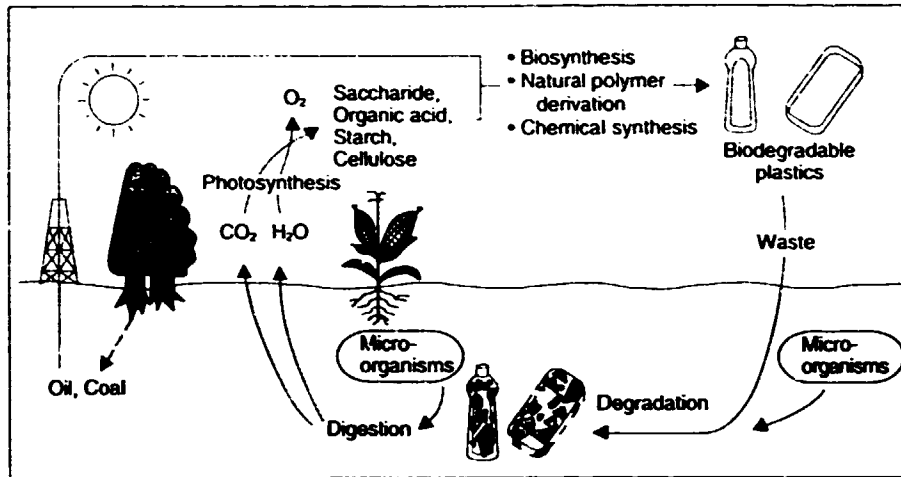 • Biosynthesis
• Natural polymer
derivation
• Chemical synthesis
O₂
Saccharide,
Organic acid,
Starch,
Cellulose
Biodegradable
plastics
Photosynthesis
CO₂ H₂O
Waste
Micro-
organisms
Micro-
organisms
Oil, Coal
Digestion
Degradation